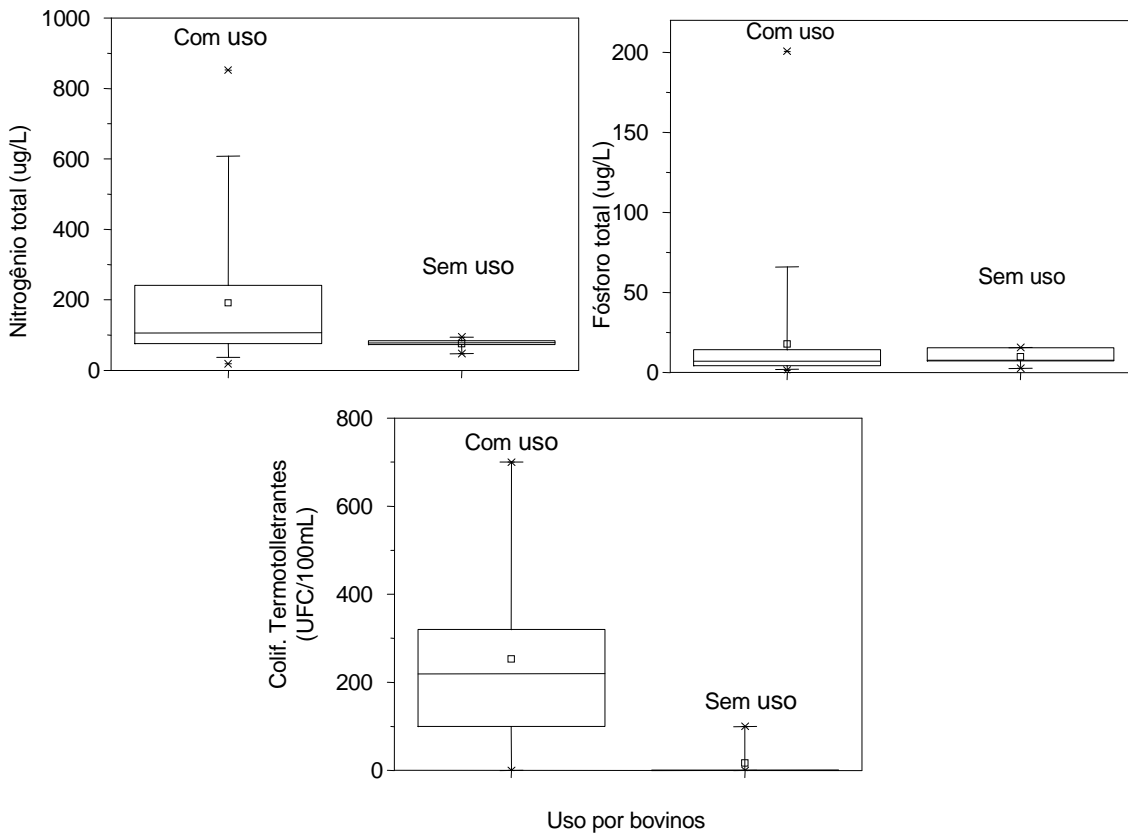 Nitrogênio total (ug/L)
1000
800
600
400
200
0
Com uso
Sem uso
Fósforo total (ug/L)
200
150
100
50
0
Com uso
Sem uso
Colif. Termotolletrantes
(UFC/100mL)
800
600
400
200
0
Com uso
Sem uso
Uso por bovinos